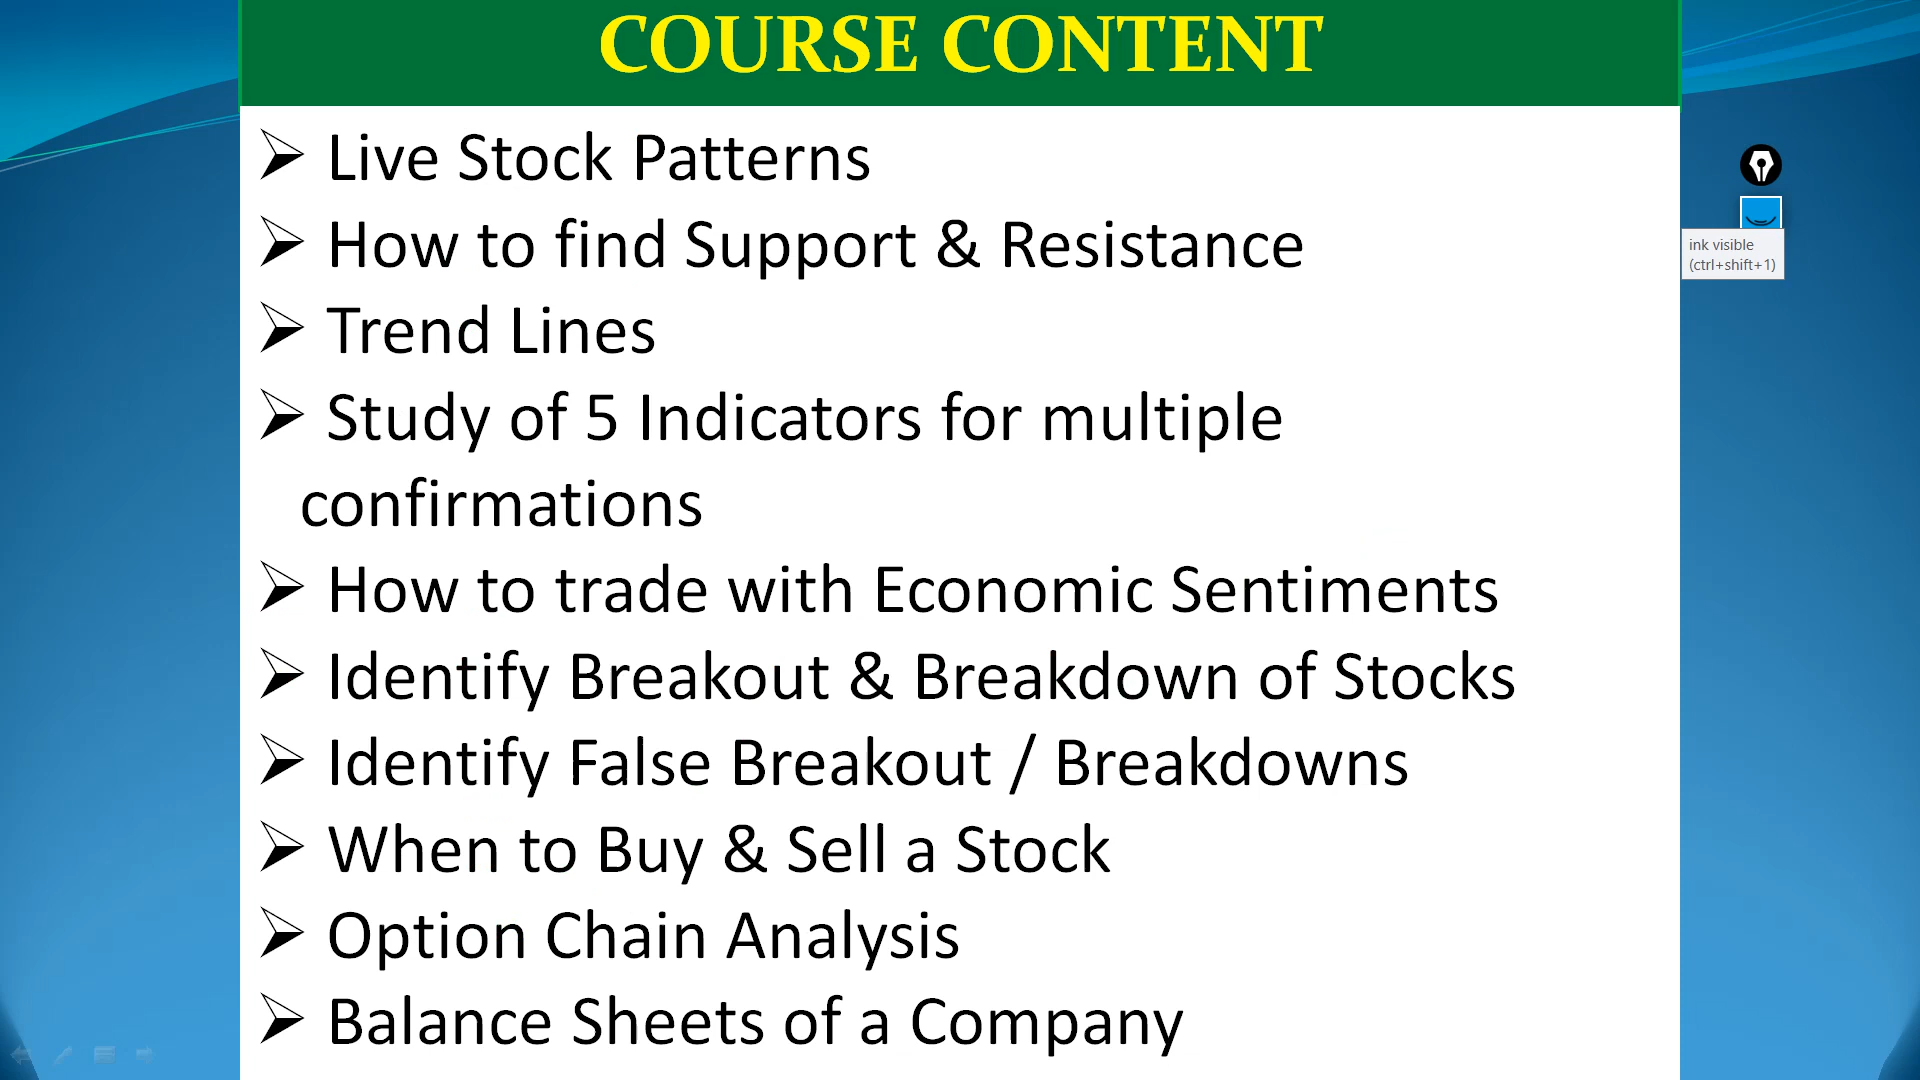 COURSE CONTENT
Live Stock Patterns
How to find Support & Resistance
Trend Lines
Study of 5 Indicators for multiple
confirmations
How to trade with Economic Sentiments
Identify Breakout & Breakdown of Stocks
Identify False Breakout / Breakdowns
When to Buy & Sell a Stock
Option Chain Analysis
Balance Sheets of a Company
ink visible
(ctrl+shift+1)